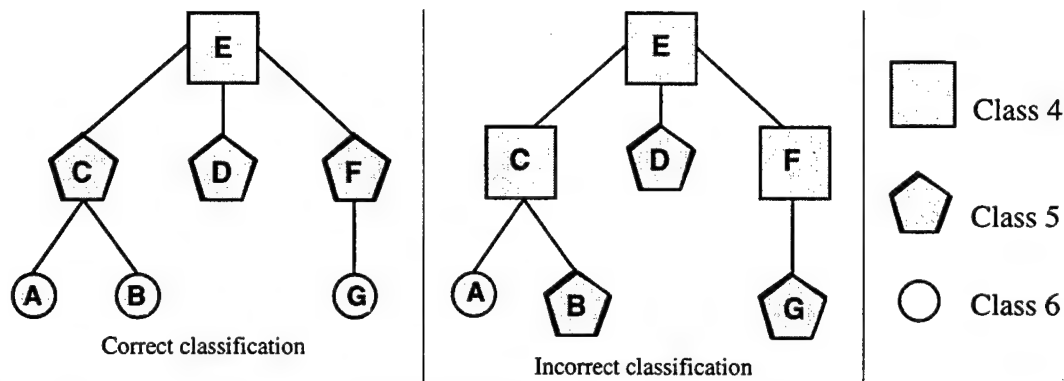 E
C
D
F
A
B
G
Correct classification
E
C
D
F
A
B
G
Incorrect classification
Class 4
Class 5
Class 6